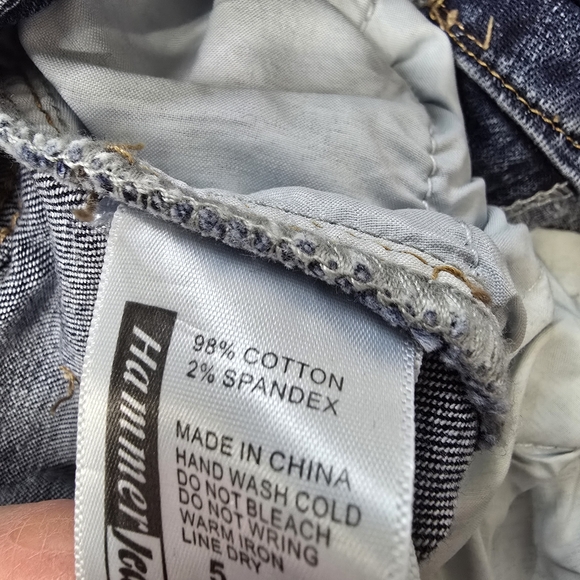 98% COTTON
2% SPANDEX
MADE IN CHINA
HAND WASH COLD
DO NOT BLEACH
DO NOT WRING
WARM IRON
LINE DRY
5
Hammer Jea